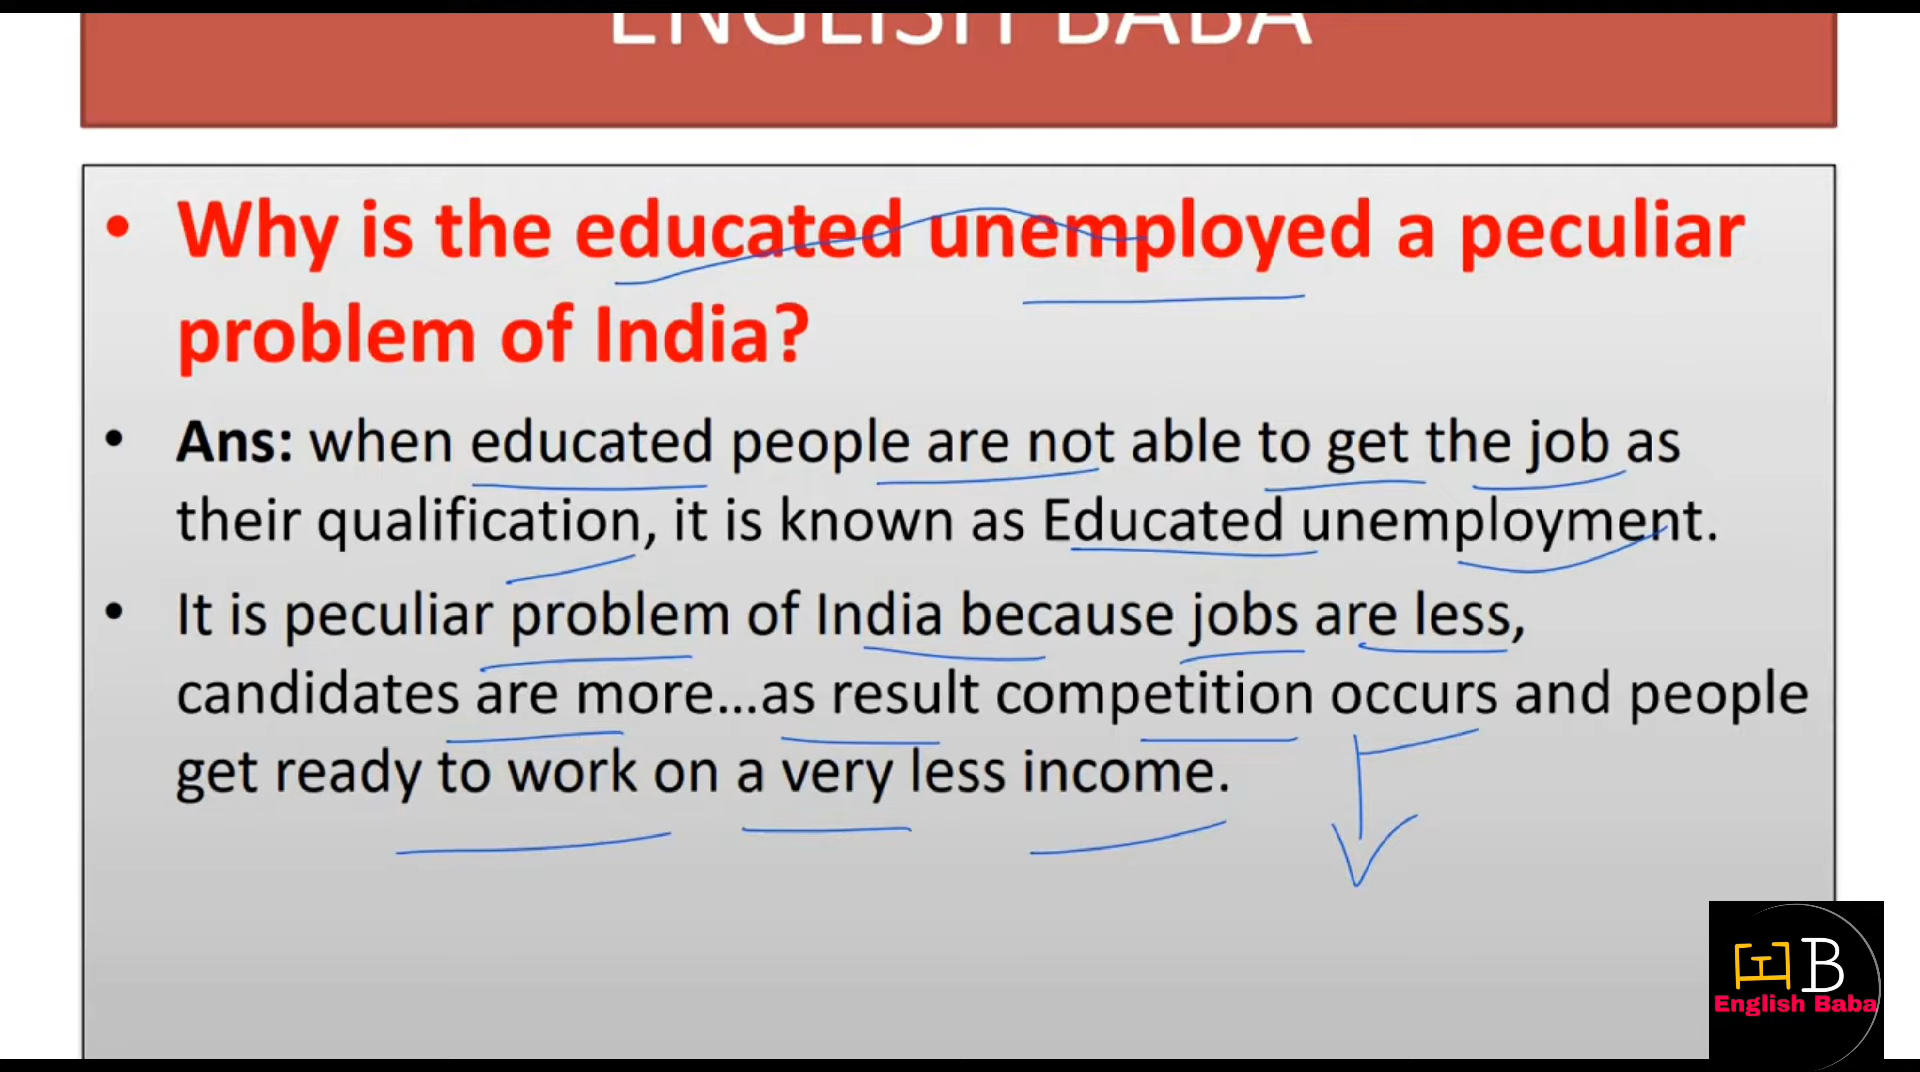 ENGLISH BABA
• Why is the educated unemployed a peculiar
problem of India?
• Ans: when educated people are not able to get the job as
their qualification, it is known as Educated unemployment.
• It is peculiar problem of India because jobs are less,
candidates are more...as result competition occurs and people
get ready to work on a very less income.
B
English Baba